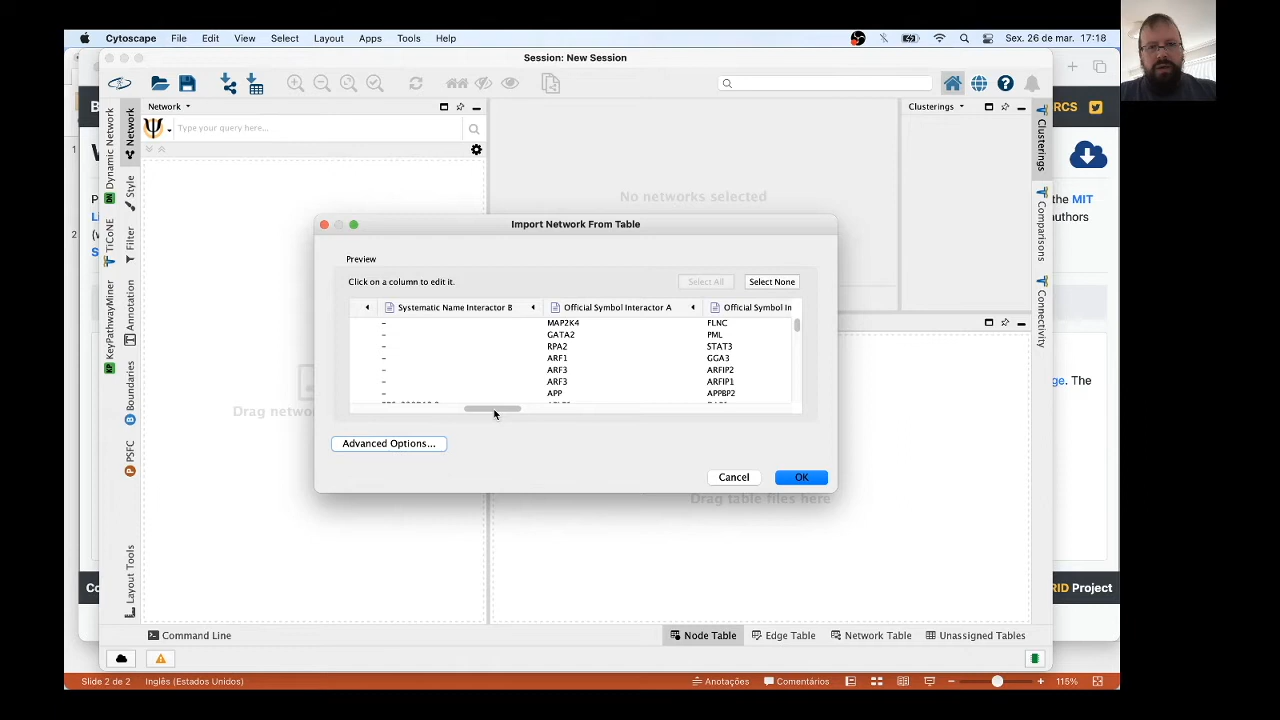 Cytoscape File Edit View Select Layout Apps Tools Help Sex. 26 de mar. 17:18
Session: New Session
Network
Clusterings
RCS
Type your query here...
No networks selected
the MIT
authors
Dynamic Network
Network
Style
TiCONE
Filter
KeyPathwayMiner
Annotation
Boundaries
PSFC
Layout Tools
Clusterings
Comparisons
Connectivity
Import Network From Table
Preview
Click on a column to edit it.
Select All
Select None
Systematic Name Interactor B Official Symbol Interactor A Official Symbol In
– MAP2K4 FLNC
– GATA2 PML
– RPA2 STAT3
– ARF1 GGA3
– ARF3 ARFIP2
– ARF3 ARFIP1
– APP APPBP2
Advanced Options...
Cancel
OK
Drag netwo
Drag table files here
ge. The
RID Project
Command Line
Node Table Edge Table Network Table Unassigned Tables
Slide 2 de 2 Inglês (Estados Unidos) Anotações Comentários 115%